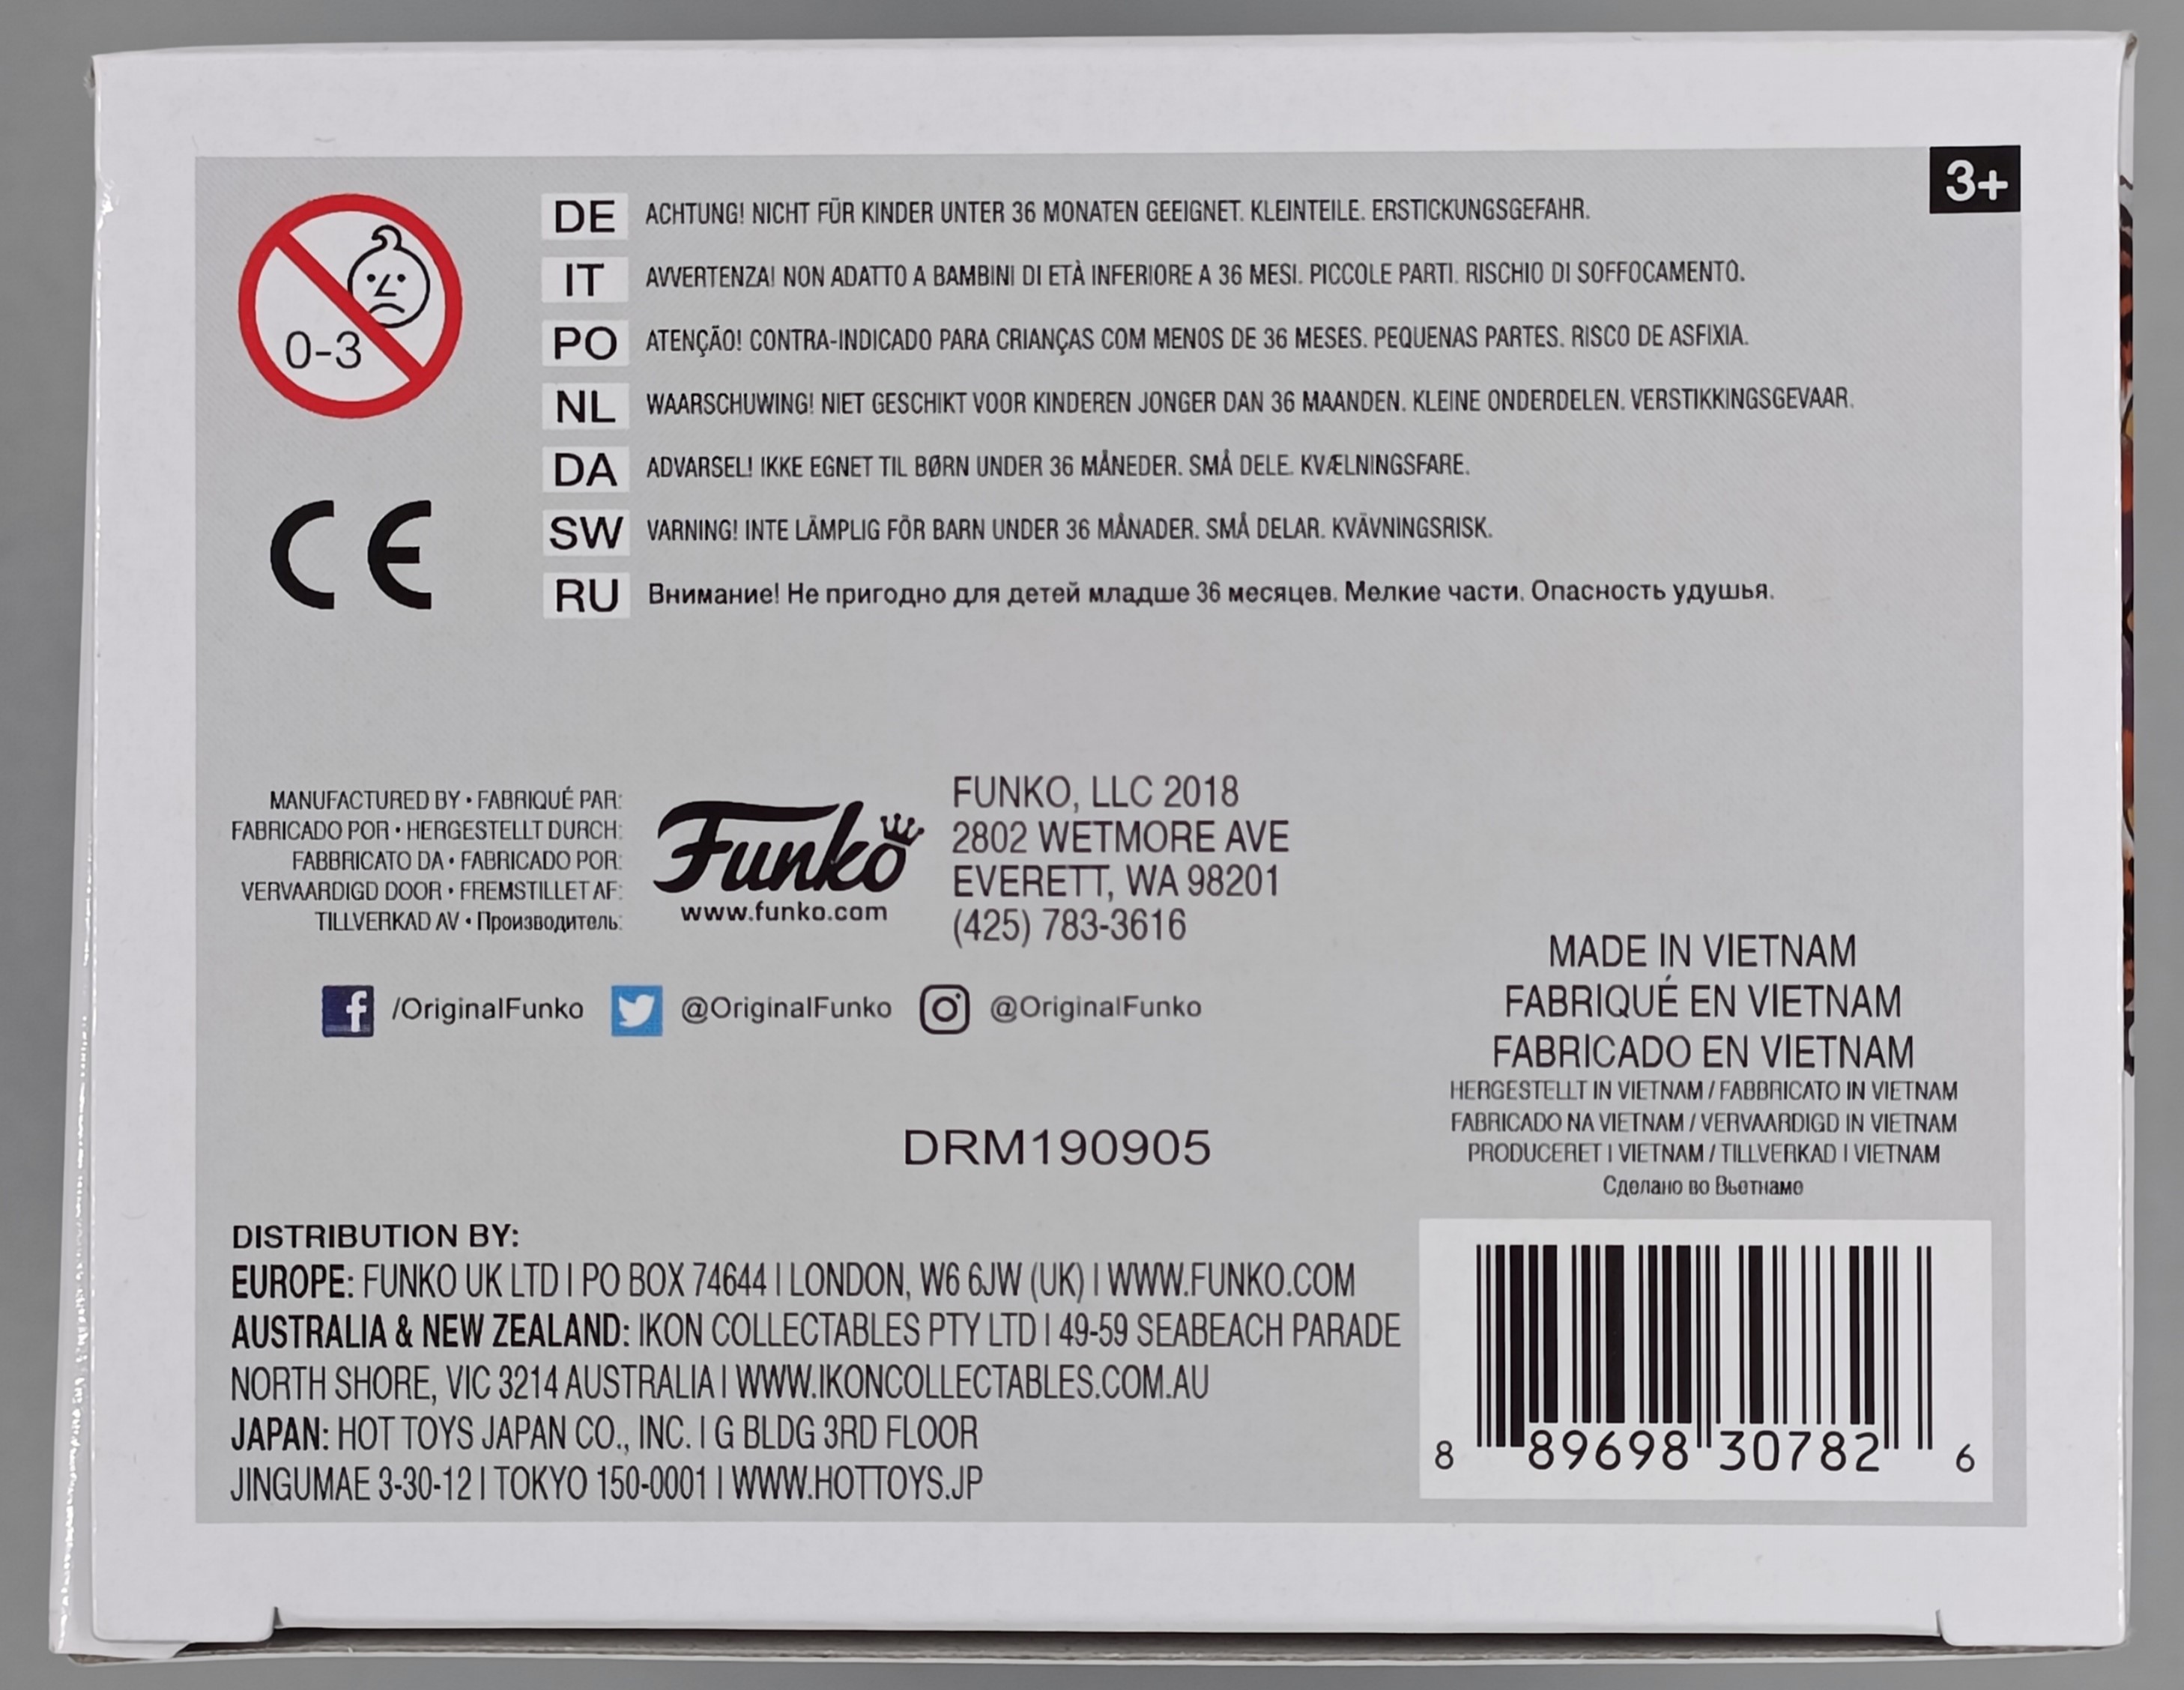 3+
0-3
CE
DE ACHTUNG! NICHT FÜR KINDER UNTER 36 MONATEN GEEIGNET. KLEINTEILE. ERSTICKUNGSGEFAHR.
IT AVVERTENZA! NON ADATTO A BAMBINI DI ETÀ INFERIORE A 36 MESI. PICCOLE PARTI. RISCHIO DI SOFFOCAMENTO.
PO ATENÇÃO! CONTRA-INDICADO PARA CRIANÇAS COM MENOS DE 36 MESES. PEQUENAS PARTES. RISCO DE ASFIXIA.
NL WAARSCHUWING! NIET GESCHIKT VOOR KINDEREN JONGER DAN 36 MAANDEN. KLEINE ONDERDELEN. VERSTIKKINGSGEVAAR.
DA ADVARSEL! IKKE EGNET TIL BØRN UNDER 36 MÅNEDER. SMÅ DELE. KVÆLNINGSFARE.
SW VARNING! INTE LÄMPLIG FÖR BARN UNDER 36 MÅNADER. SMÅ DELAR. KVÄVNINGSRISK.
RU Внимание! Не пригодно для детей младше 36 месяцев. Мелкие части. Опасность удушья.
MANUFACTURED BY • FABRIQUÉ PAR:
FABRICADO POR • HERGESTELLT DURCH:
FABBRICATO DA • FABRICADO POR:
VERVAARDIGD DOOR • FREMSTILLET AF:
TILLVERKAD AV • Производитель:
Funko
www.funko.com
FUNKO, LLC 2018
2802 WETMORE AVE
EVERETT, WA 98201
(425) 783-3616
/OriginalFunko @OriginalFunko @OriginalFunko
MADE IN VIETNAM
FABRIQUÉ EN VIETNAM
FABRICADO EN VIETNAM
HERGESTELLT IN VIETNAM / FABBRICATO IN VIETNAM
FABRICADO NA VIETNAM / VERVAARDIGD IN VIETNAM
PRODUCERET I VIETNAM / TILLVERKAD I VIETNAM
Сделано во Вьетнаме
DRM190905
DISTRIBUTION BY:
EUROPE: FUNKO UK LTD | PO BOX 74644 | LONDON, W6 6JW (UK) | WWW.FUNKO.COM
AUSTRALIA & NEW ZEALAND: IKON COLLECTABLES PTY LTD | 49-59 SEABEACH PARADE
NORTH SHORE, VIC 3214 AUSTRALIA | WWW.IKONCOLLECTABLES.COM.AU
JAPAN: HOT TOYS JAPAN CO., INC. | G BLDG 3RD FLOOR
JINGUMAE 3-30-12 | TOKYO 150-0001 | WWW.HOTTOYS.JP
8 89698 30782 6